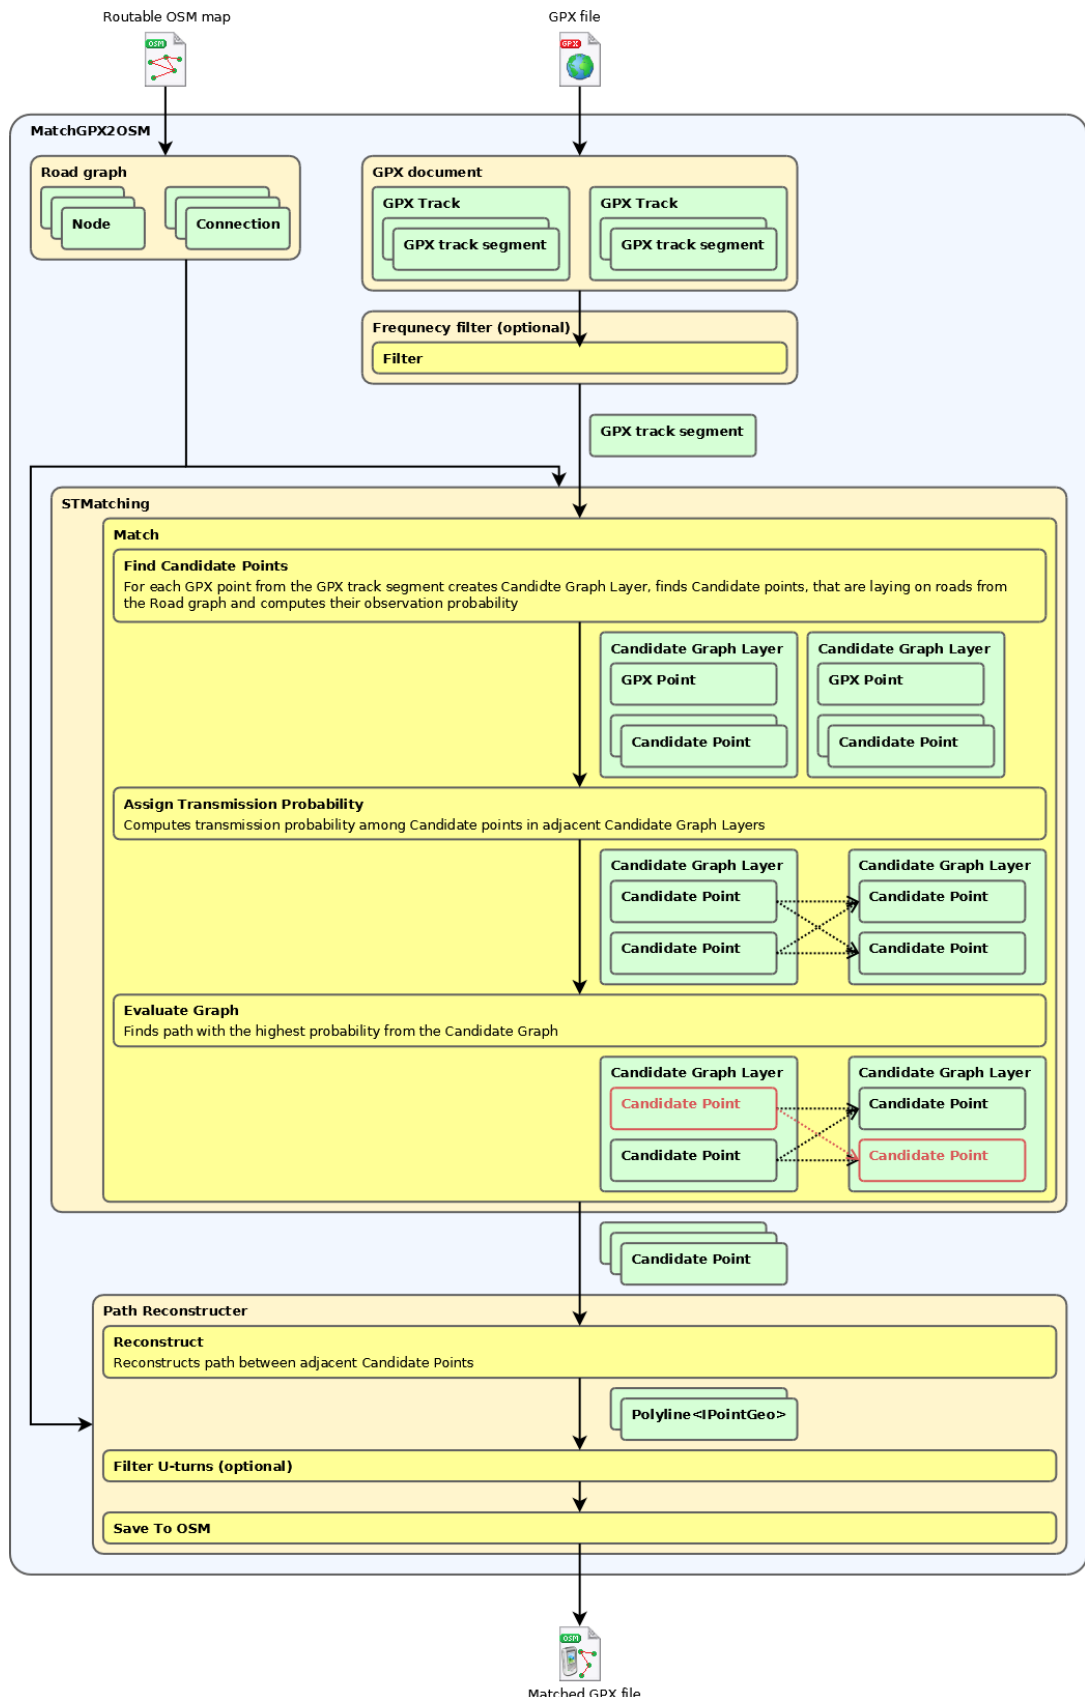 Routable OSM map
GPX file
OSM
GPX
MatchGPX2OSM
Road graph
Node
Connection
GPX document
GPX Track
GPX track segment
GPX Track
GPX track segment
Frequnecy filter (optional)
Filter
GPX track segment
STMatching
Match
Find Candidate Points
For each GPX point from the GPX track segment creates Candidte Graph Layer, finds Candidate points, that are laying on roads from
the Road graph and computes their observation probability
Candidate Graph Layer
GPX Point
Candidate Point
Candidate Graph Layer
GPX Point
Candidate Point
Assign Transmission Probability
Computes transmission probability among Candidate points in adjacent Candidate Graph Layers
Candidate Graph Layer
Candidate Point
Candidate Point
Candidate Graph Layer
Candidate Point
Candidate Point
Evaluate Graph
Finds path with the highest probability from the Candidate Graph
Candidate Graph Layer
Candidate Point
Candidate Point
Candidate Graph Layer
Candidate Point
Candidate Point
Candidate Point
Path Reconstructer
Reconstruct
Reconstructs path between adjacent Candidate Points
Polyline<IPointGeo>
Filter U-turns (optional)
Save To OSM
OSM
Matched GPX file